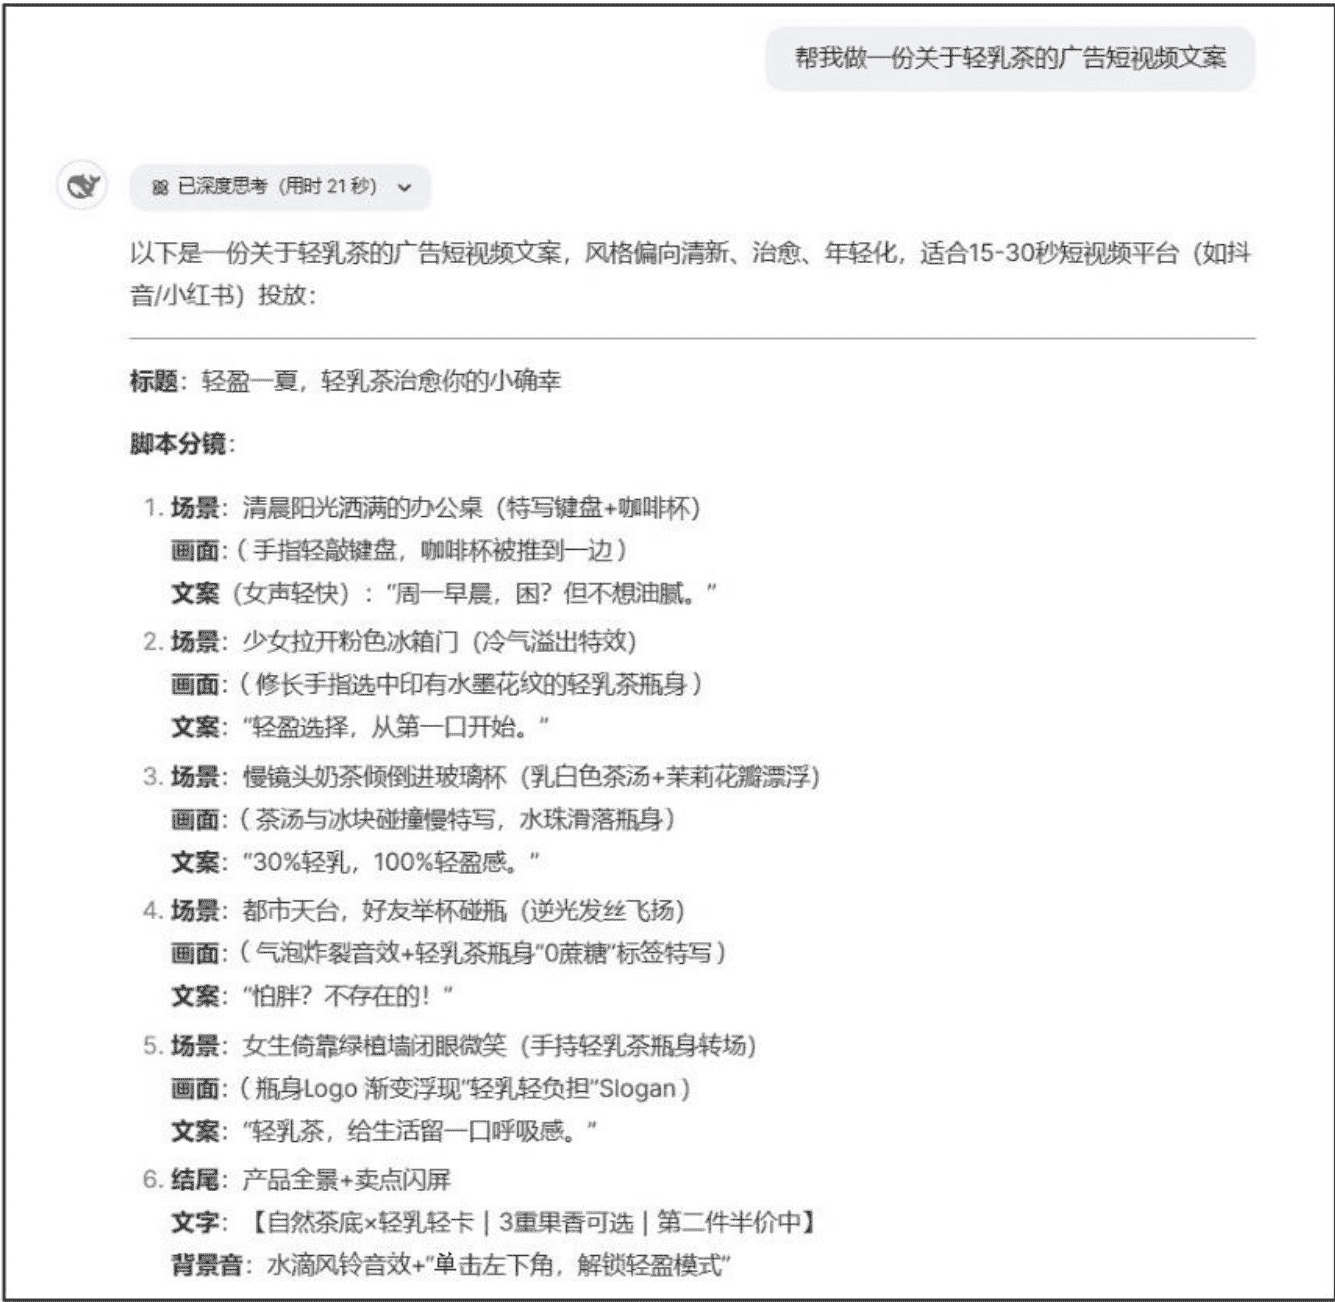 帮我做一份关于轻乳茶的广告短视频文案
已深度思考（用时 21 秒）
以下是一份关于轻乳茶的广告短视频文案，风格偏向清新、治愈、年轻化，适合15-30秒短视频平台（如抖
音/小红书）投放：
标题：轻盈一夏，轻乳茶治愈你的小确幸
脚本分镜：
1. 场景：清晨阳光洒满的办公桌（特写键盘+咖啡杯）
画面：（手指轻敲键盘，咖啡杯被推到一边）
文案（女声轻快）："周一早晨，困？但不想油腻。"
2. 场景：少女拉开粉色冰箱门（冷气溢出特效）
画面：（修长手指选中印有水墨花纹的轻乳茶瓶身）
文案："轻盈选择，从第一口开始。"
3. 场景：慢镜头奶茶倾倒进玻璃杯（乳白色茶汤+茉莉花瓣漂浮）
画面：（茶汤与冰块碰撞慢特写，水珠滑落瓶身）
文案："30%轻乳，100%轻盈感。"
4. 场景：都市天台，好友举杯碰瓶（逆光发丝飞扬）
画面：（气泡炸裂音效+轻乳茶瓶身"0蔗糖"标签特写）
文案："怕胖？不存在的！"
5. 场景：女生倚靠绿植墙闭眼微笑（手持轻乳茶瓶身转场）
画面：（瓶身Logo 渐变浮现"轻乳轻负担"Slogan）
文案："轻乳茶，给生活留一口呼吸感。"
6. 结尾：产品全景+卖点闪屏
文字：【自然茶底×轻乳轻卡 | 3重果香可选 | 第二件半价中】
背景音：水滴风铃音效+"单击左下角，解锁轻盈模式"